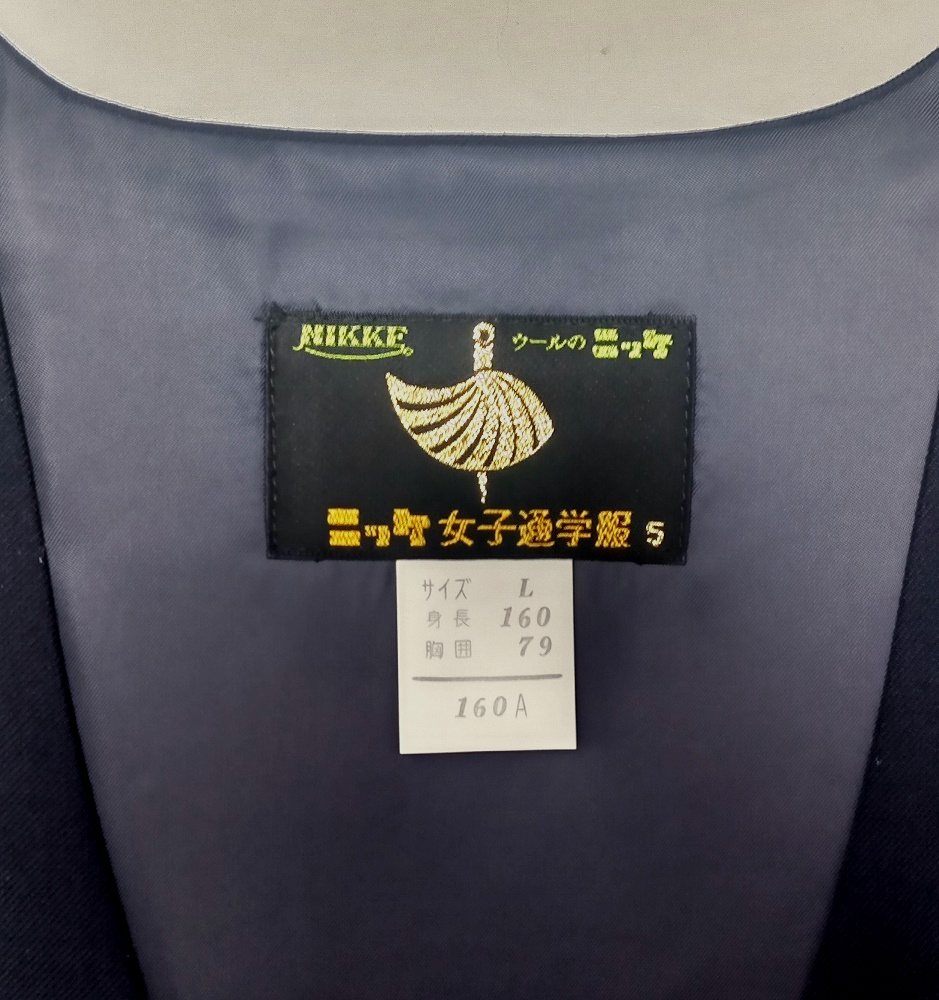 NIKKE
ウールのニッケ
ニッケ女子通学服 S
サイズ L
身長 160
胸囲 79
160A